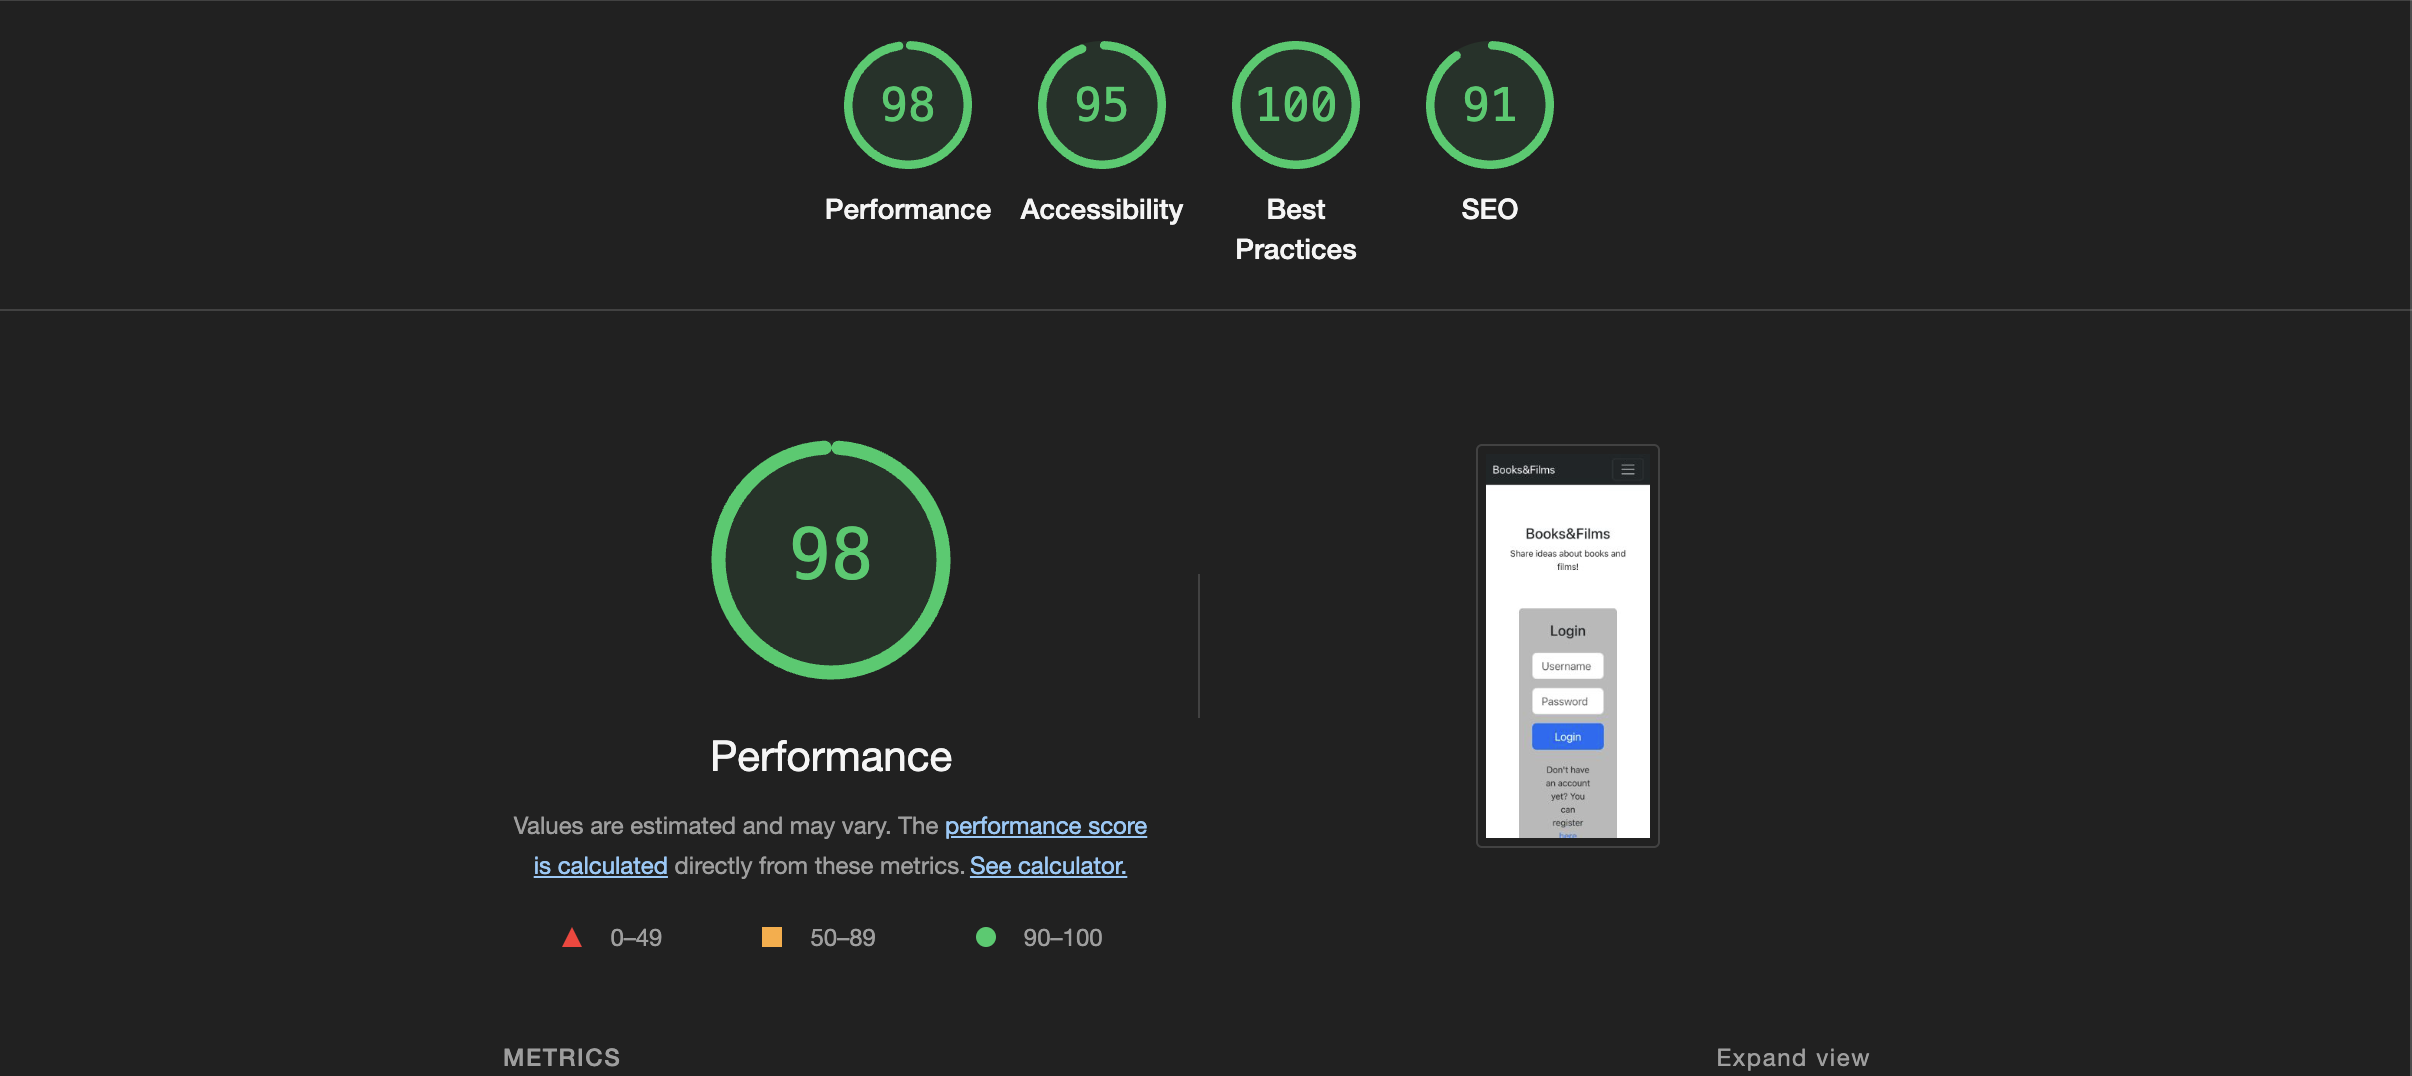 98
95
100
91
Performance
Accessibility
Best
Practices
SEO
98
Performance
Values are estimated and may vary. The performance score
is calculated directly from these metrics. See calculator.
0–49
50–89
90–100
Books&Films
Books&Films
Share ideas about books and
films!
Login
Username
Password
Login
Don't have
an account
yet? You
can
register
here
METRICS
Expand view